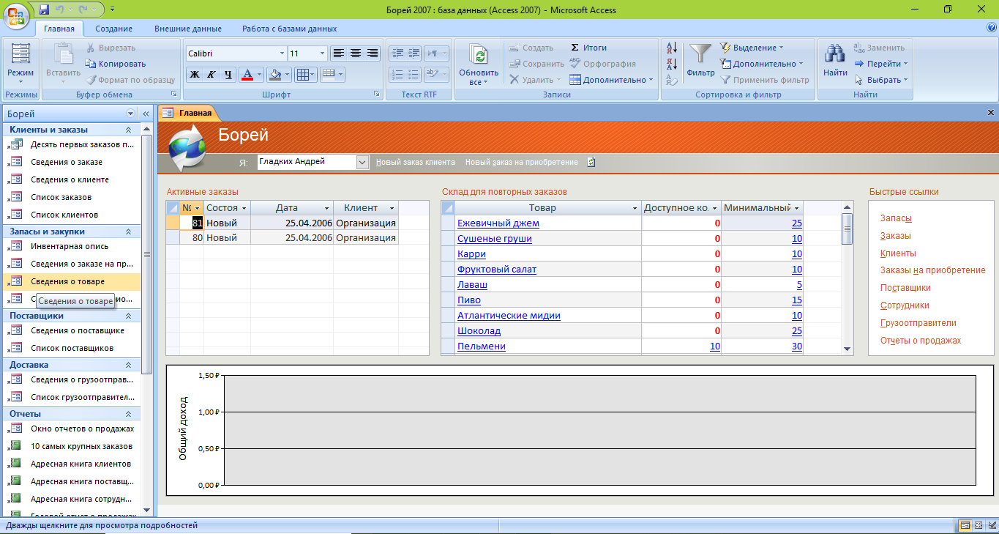 Борей 2007 : база данных (Access 2007) - Microsoft Access
Главная Создание Внешние данные Работа с базами данных
Режим
Режимы
Вставить
Вырезать
Копировать
Формат по образцу
Буфер обмена
Calibri 11
Ж К Ч А
Шрифт
Текст RTF
Обновить все
Создать
Сохранить
Удалить
Итоги
Орфография
Дополнительно
Записи
Фильтр
Выделение
Дополнительно
Применить фильтр
Сортировка и фильтр
Найти
Заменить
Перейти
Выбрать
Найти
Борей
Клиенты и заказы
Десять первых заказов п...
Сведения о заказе
Сведения о клиенте
Список заказов
Список клиентов
Запасы и закупки
Инвентарная опись
Сведения о заказе на пр...
Сведения о товаре
Сведения о товаре
Поставщики
Сведения о поставщике
Список поставщиков
Доставка
Сведения о грузоотправ...
Список грузоотправител...
Отчеты
Окно отчетов о продажах
10 самых крупных заказов
Адресная книга клиентов
Адресная книга поставщ...
Адресная книга сотрудн...
Годовой отчет о продажах
Главная
Борей
Я: Гладких Андрей Новый заказ клиента Новый заказ на приобретение
Активные заказы
№ Состоя Дата Клиент
81 Новый 25.04.2006 Организация
80 Новый 25.04.2006 Организация
Склад для повторных заказов
Товар Доступное ко. Минимальный
Ежевичный джем 0 25
Сушеные груши 0 10
Карри 0 10
Фруктовый салат 0 10
Лаваш 0 5
Пиво 0 15
Атлантические мидии 0 10
Шоколад 0 25
Пельмени 10 30
Быстрые ссылки
Запасы
Заказы
Клиенты
Заказы на приобретение
Поставщики
Сотрудники
Грузоотправители
Отчеты о продажах
Общий доход
1,50 ₽
1,00 ₽
0,50 ₽
0,00 ₽
Дважды щелкните для просмотра подробностей